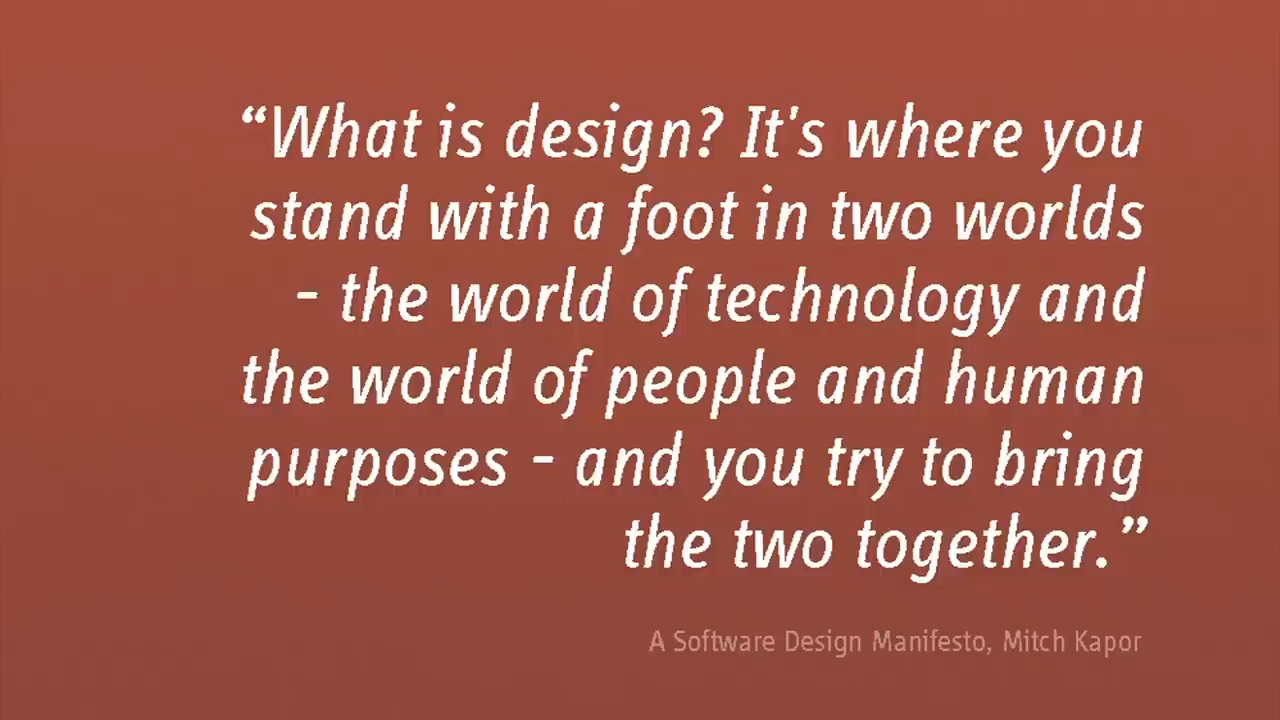 “What is design? It's where you
stand with a foot in two worlds
- the world of technology and
the world of people and human
purposes - and you try to bring
the two together.”
A Software Design Manifesto, Mitch Kapor